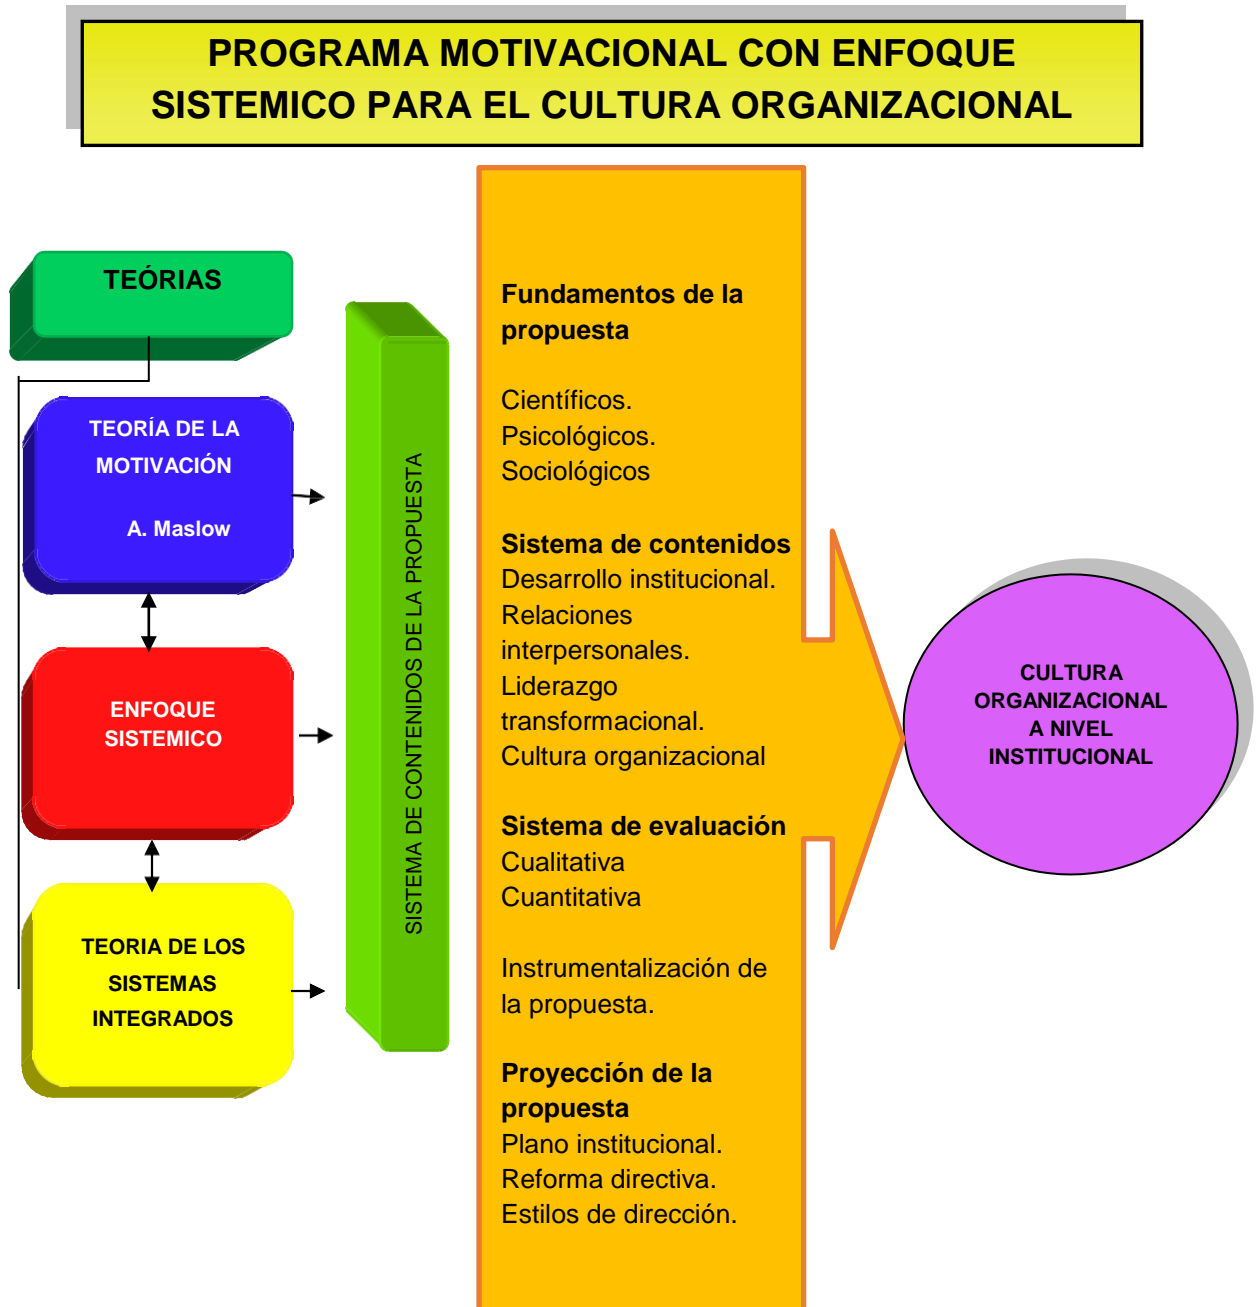 PROGRAMA MOTIVACIONAL CON ENFOQUE
SISTEMICO PARA EL CULTURA ORGANIZACIONAL
TEÓRIAS
TEORÍA DE LA
MOTIVACIÓN
A. Maslow
ENFOQUE
SISTEMICO
TEORIA DE LOS
SISTEMAS
INTEGRADOS
SISTEMA DE CONTENIDOS DE LA PROPUESTA
Fundamentos de la
propuesta
Científicos.
Psicológicos.
Sociológicos
Sistema de contenidos
Desarrollo institucional.
Relaciones
interpersonales.
Liderazgo
transformacional.
Cultura organizacional
Sistema de evaluación
Cualitativa
Cuantitativa
Instrumentalización de
la propuesta.
Proyección de la
propuesta
Plano institucional.
Reforma directiva.
Estilos de dirección.
CULTURA
ORGANIZACIONAL
A NIVEL
INSTITUCIONAL